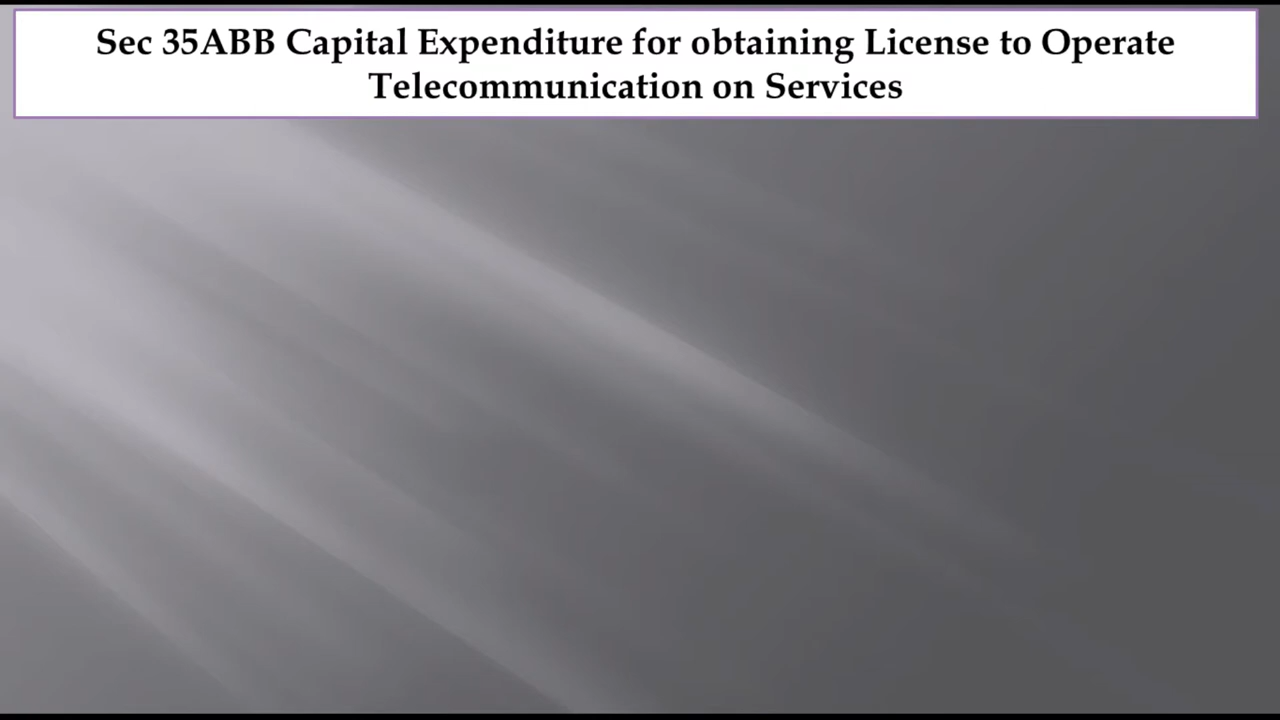 Sec 35ABB Capital Expenditure for obtaining License to Operate
Telecommunication on Services